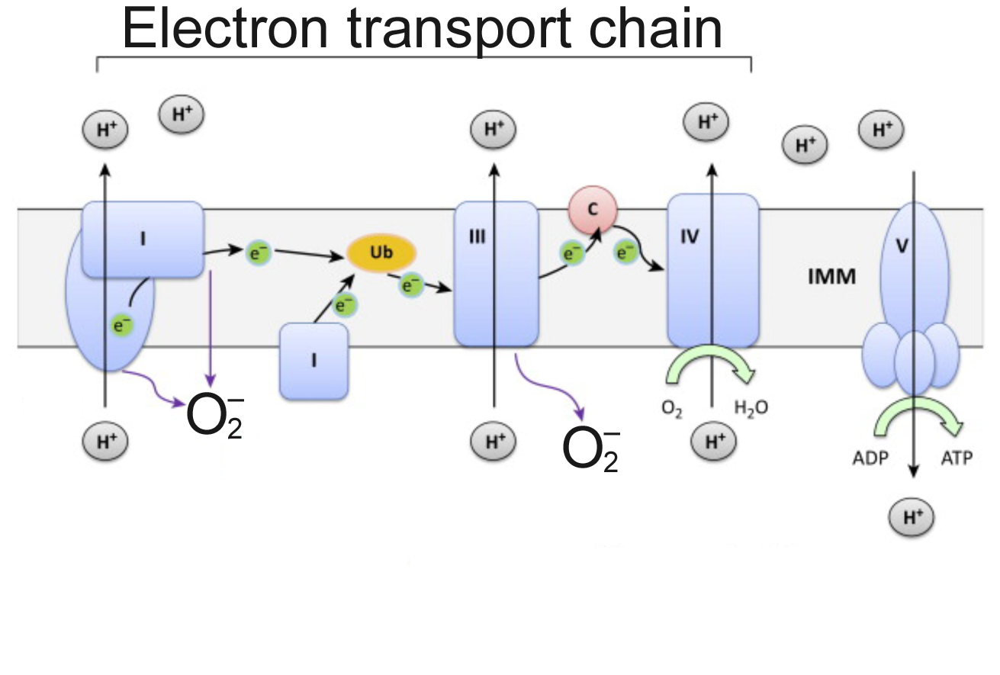 Electron transport chain
H⁺
H⁺
H⁺
H⁺
H⁺
H⁺
I
e⁻
Ub
e⁻
e⁻
e⁻
I
III
C
e⁻
e⁻
IV
IMM
V
O₂⁻
O₂⁻
O₂
H₂O
H⁺
H⁺
H⁺
ADP
ATP
H⁺